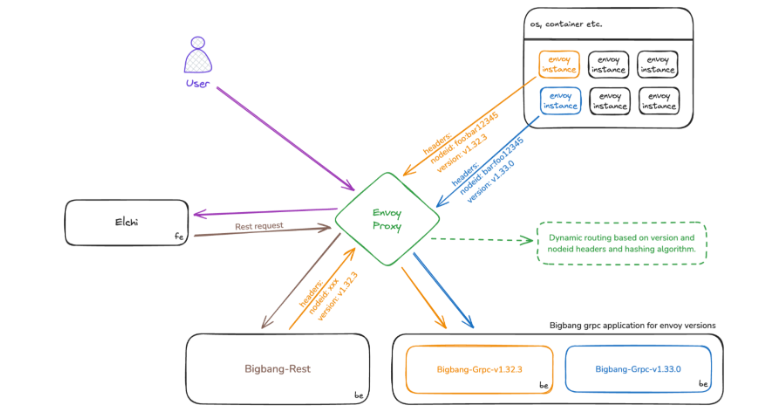 os, container etc.
envoy
instance
envoy
instance
envoy
instance
envoy
instance
envoy
instance
envoy
instance
User
headers:
nodeid: foo:bar12345
version: v1.32.3
headers:
nodeid: bar:foo12345
version: v1.33.0
Envoy
Proxy
Elchi
fe
Rest request
Dynamic routing based on version and
nodeid headers and hashing algorithm.
headers:
nodeid: xxx
version: v1.32.3
Bigbang grpc application for envoy versions
Bigbang-Rest
be
Bigbang-Grpc-v1.32.3
be
Bigbang-Grpc-v1.33.0
be